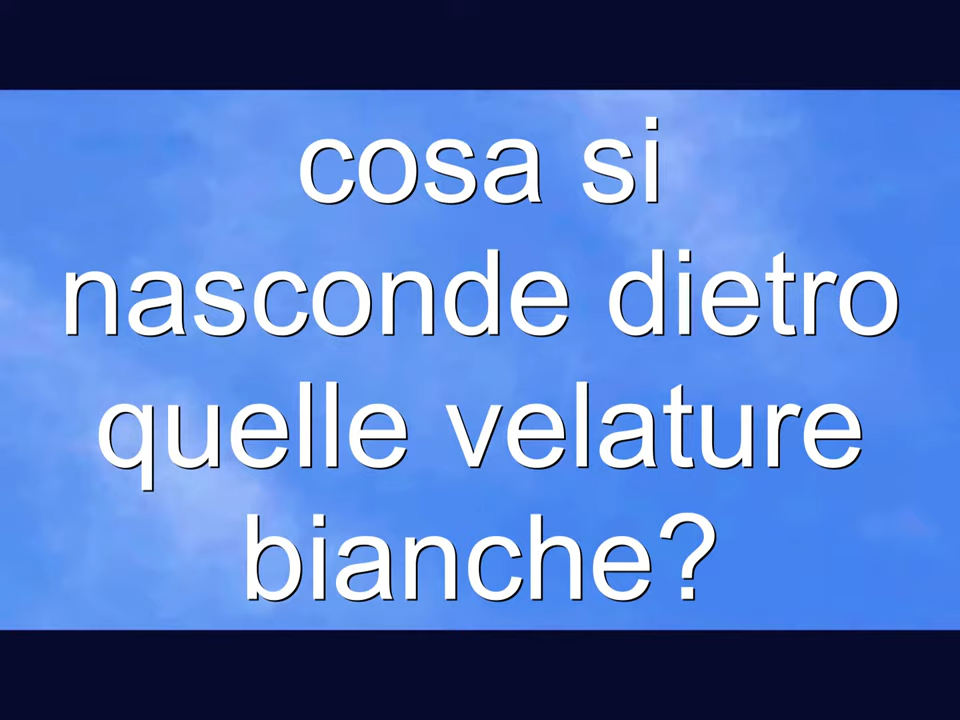 cosa si
nasconde dietro
quelle velature
bianche?